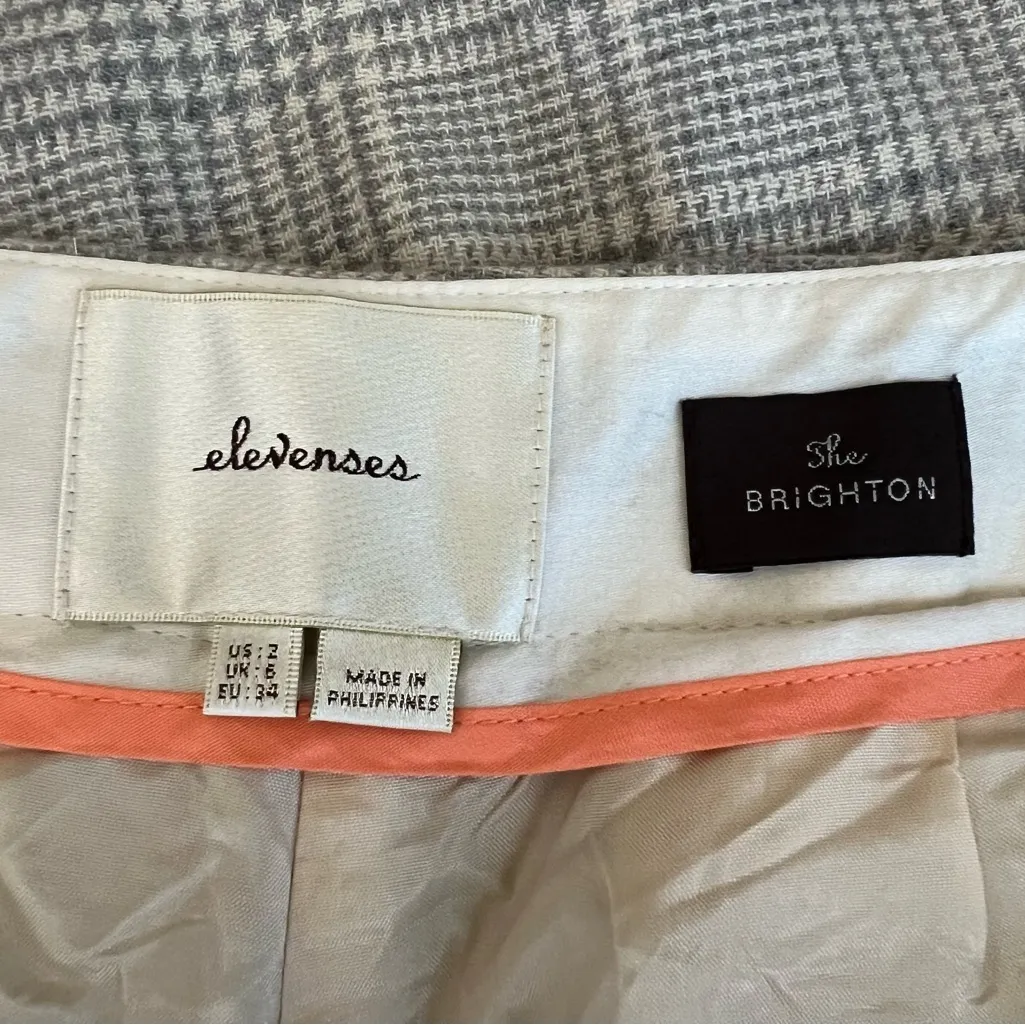 elevenses
The
BRIGHTON
US : 2
UK : 6
EU : 34
MADE IN
PHILIPPINES